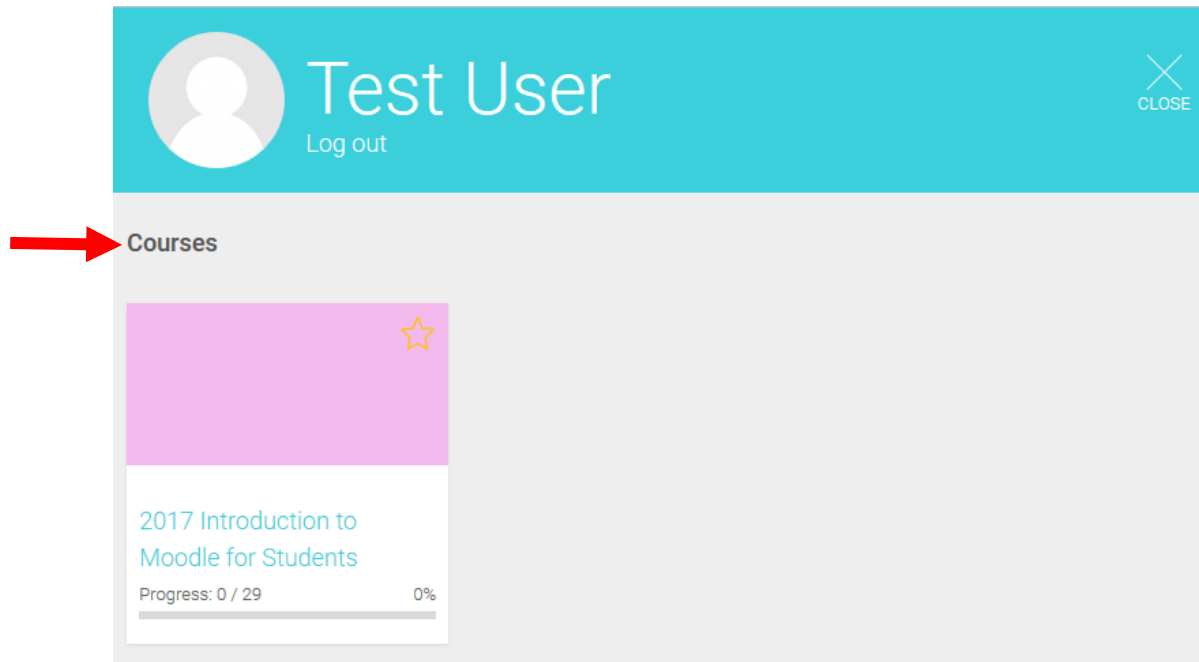 Test User
CLOSE
Log out
Courses
2017 Introduction to
Moodle for Students
Progress: 0 / 29 0%